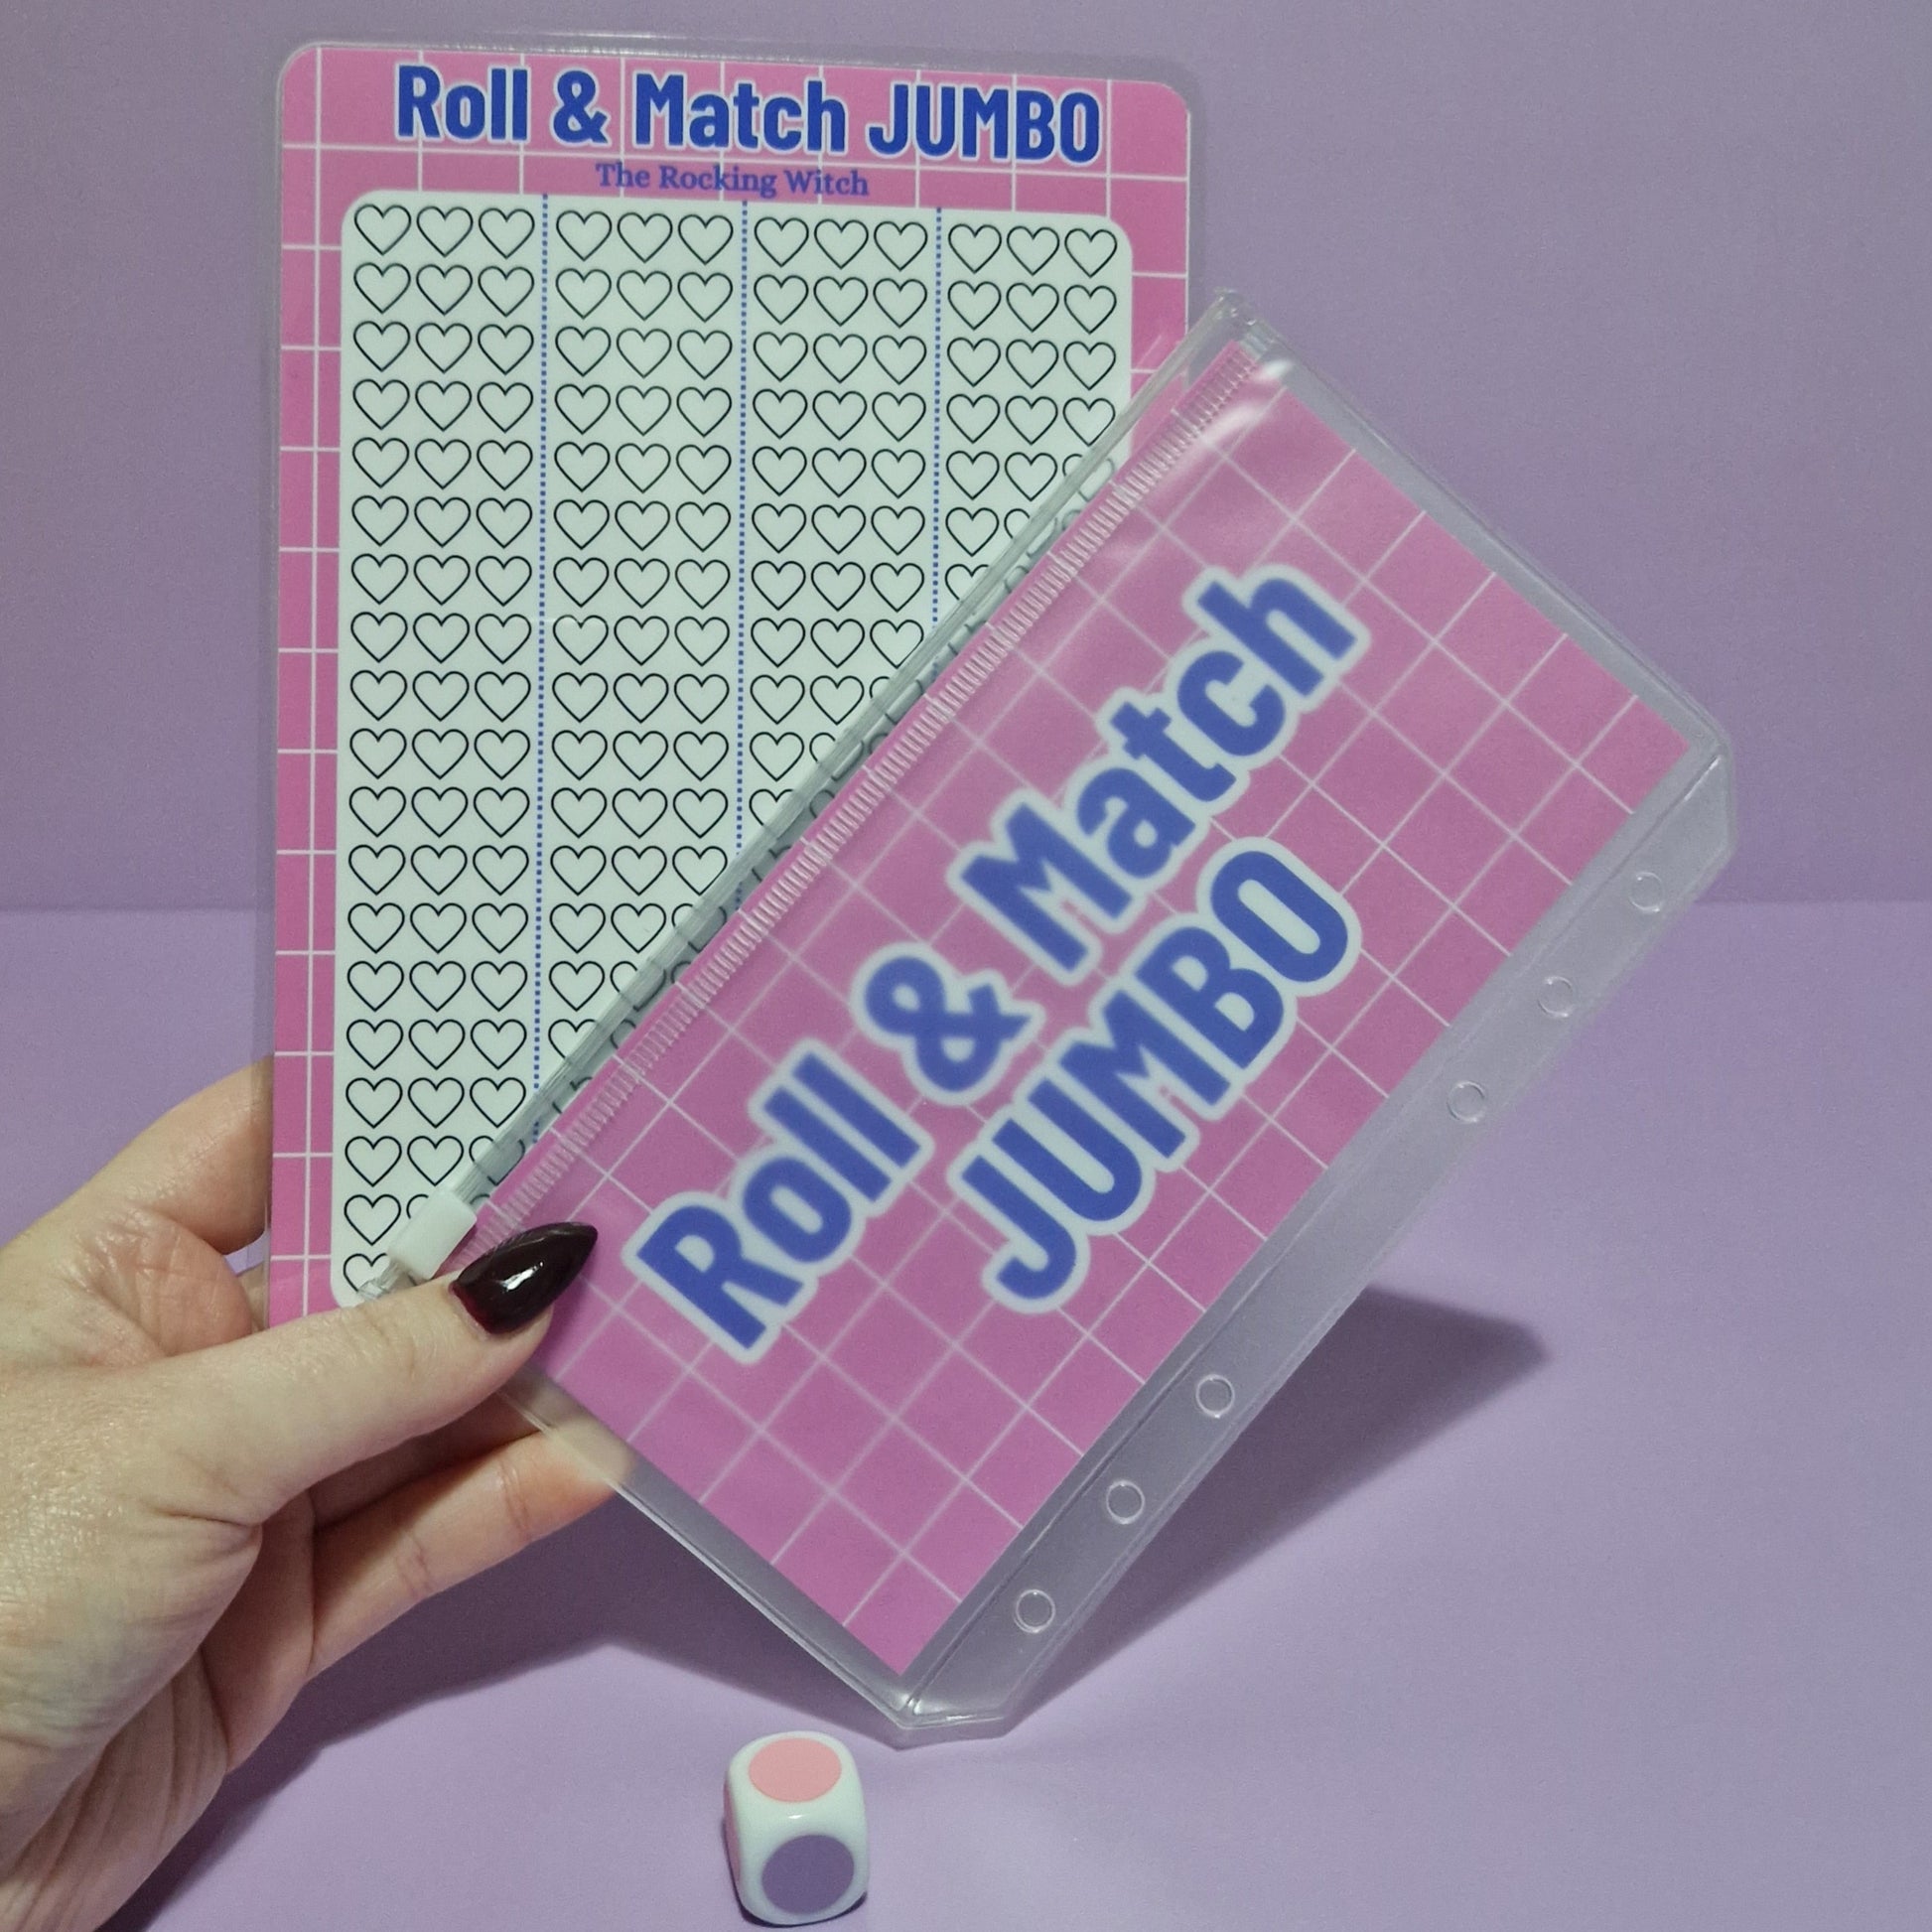 Roll & Match JUMBO
The Rocking Witch
Roll & Match
JUMBO